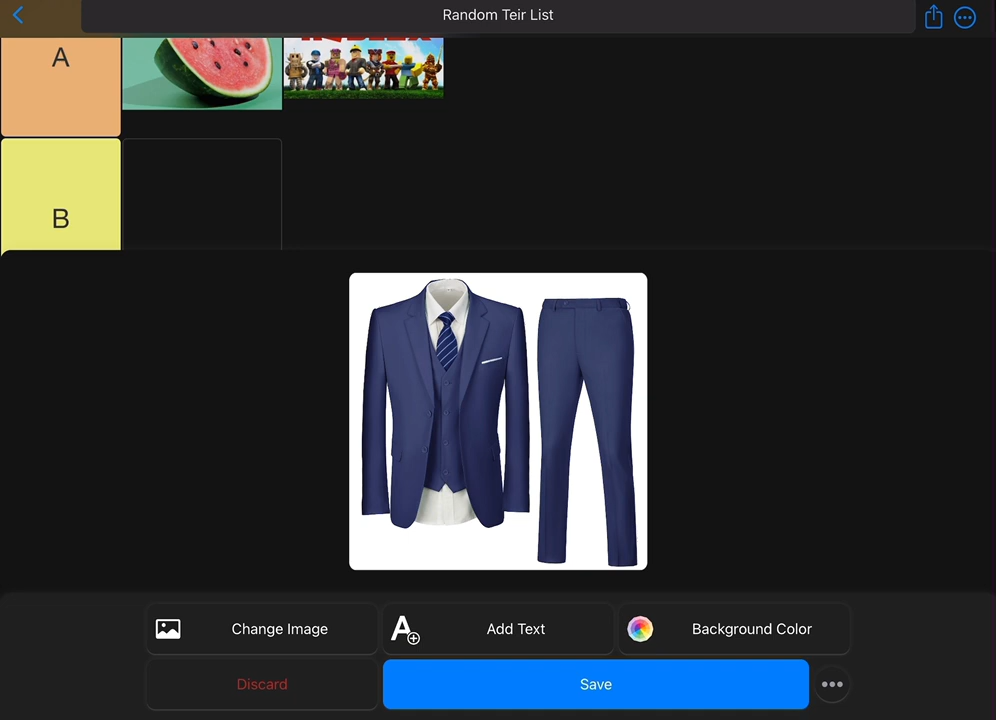 Random Teir List
A
B
Change Image
Add Text
Background Color
Discard
Save